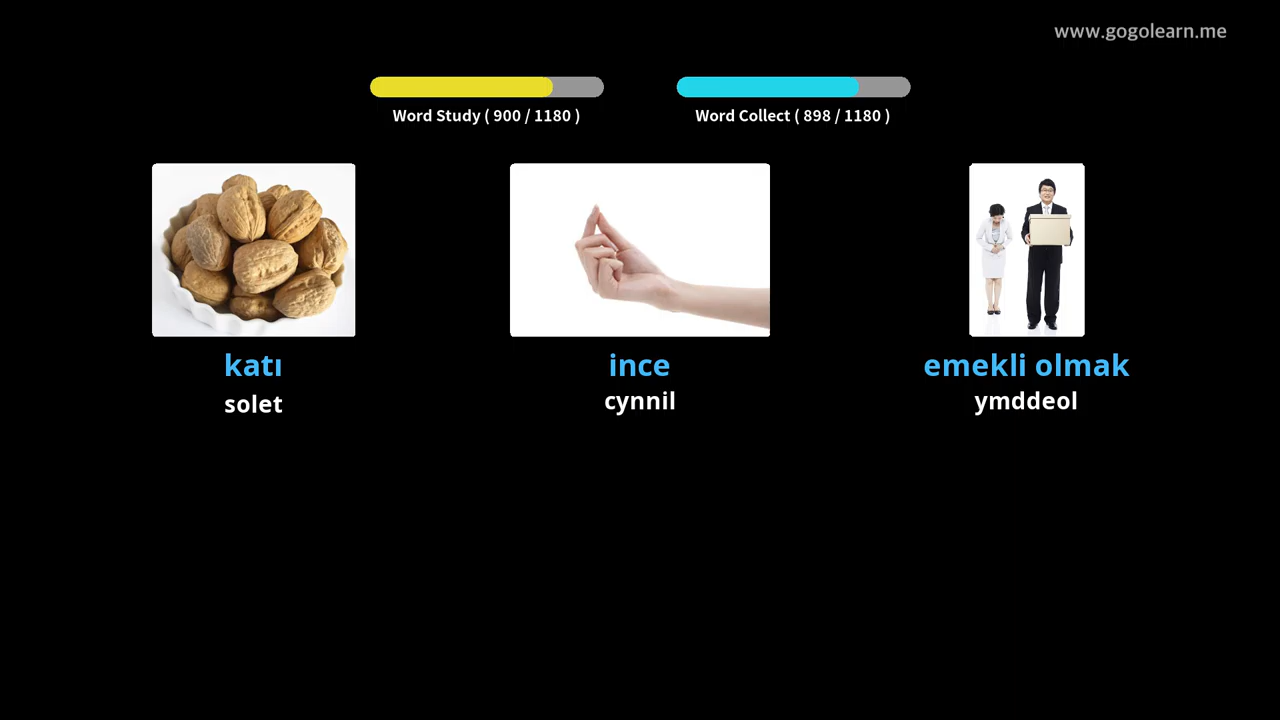 www.gogolearn.me
Word Study ( 900 / 1180 )
Word Collect ( 898 / 1180 )
katı
solet
ince
cynnil
emekli olmak
ymddeol